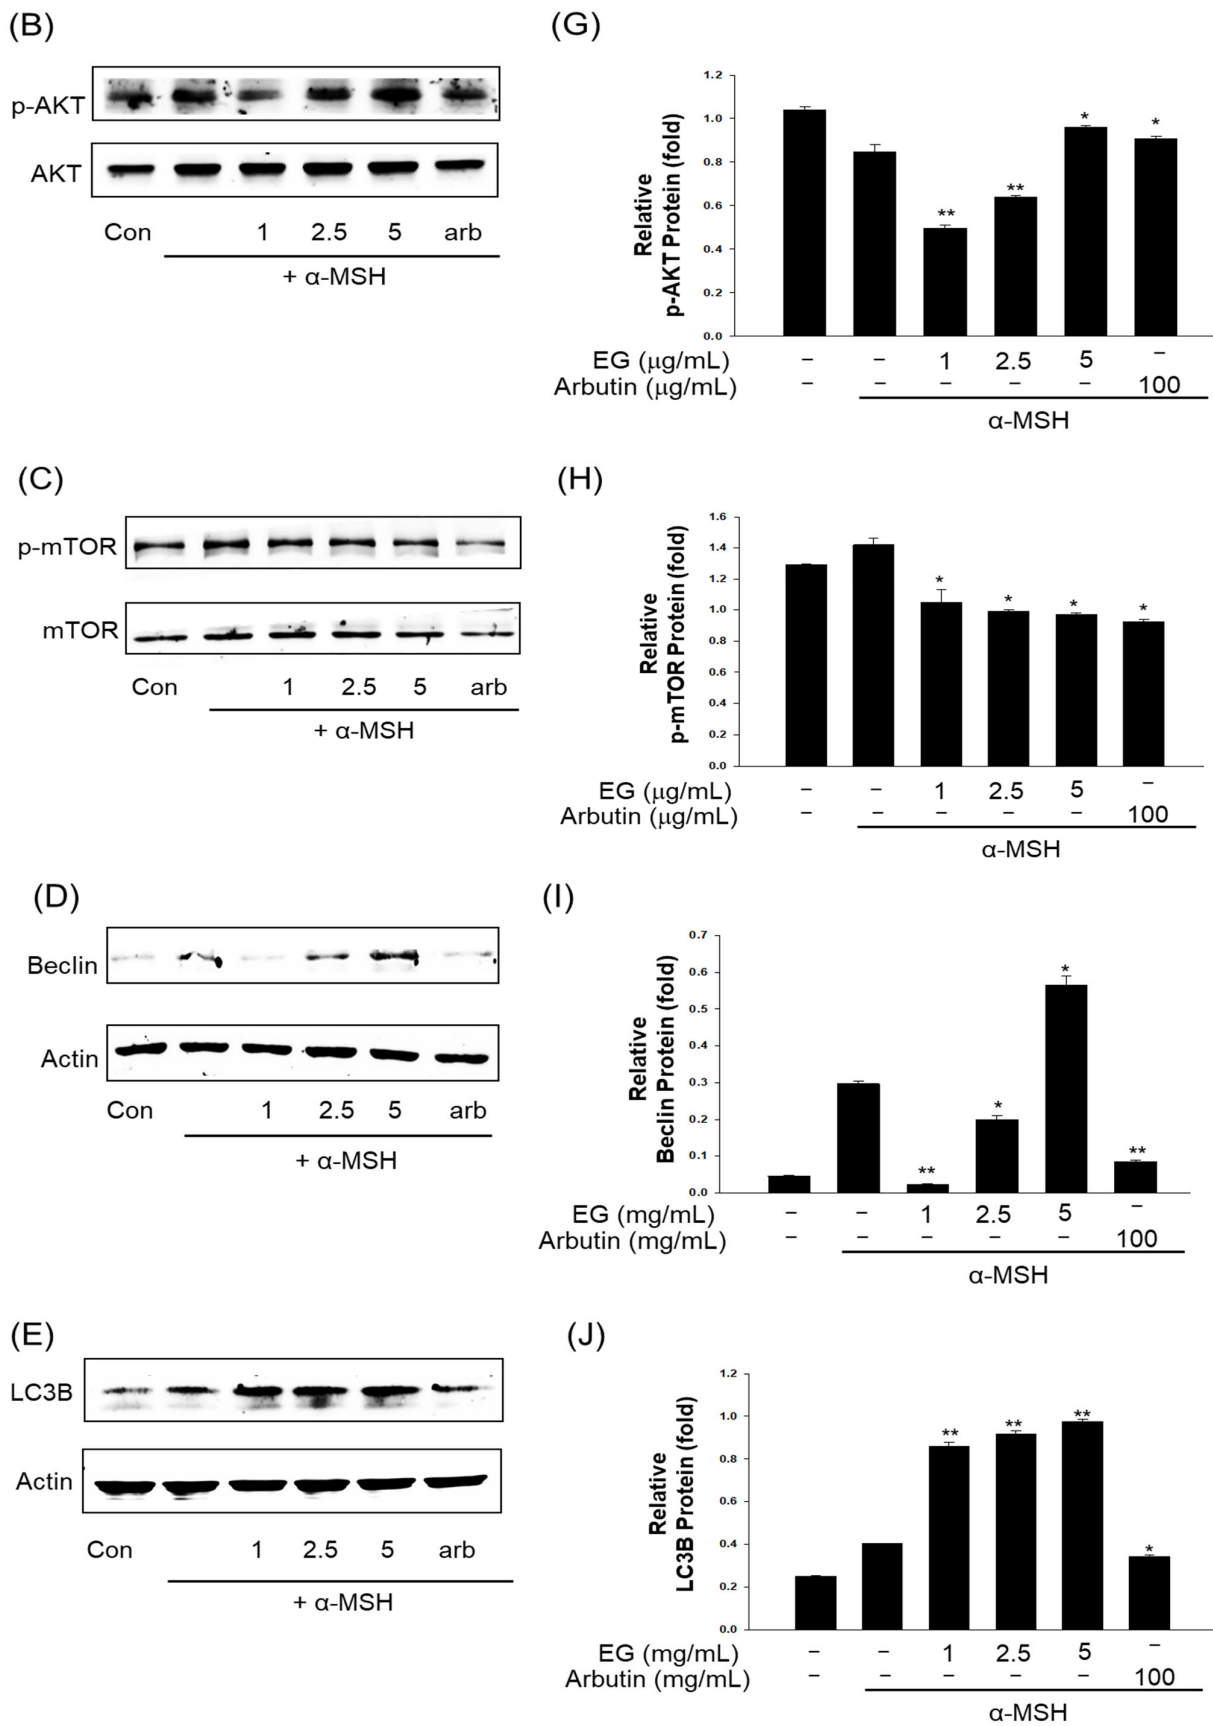 (B)
p-AKT
AKT
Con 1 2.5 5 arb
+ α-MSH
(G)
Relative
p-AKT Protein (fold)
1.2
1.0
0.8
0.6
0.4
0.2
0.0
** ** * *
EG (μg/mL) – – 1 2.5 5 –
Arbutin (μg/mL) – – – – – 100
α-MSH
(C)
p-mTOR
mTOR
Con 1 2.5 5 arb
+ α-MSH
(H)
Relative
p-mTOR Protein (fold)
1.6
1.4
1.2
1.0
0.8
0.6
0.4
0.2
0.0
* * * *
EG (μg/mL) – – 1 2.5 5 –
Arbutin (μg/mL) – – – – – 100
α-MSH
(D)
Beclin
Actin
Con 1 2.5 5 arb
+ α-MSH
(I)
Relative
Beclin Protein (fold)
0.7
0.6
0.5
0.4
0.3
0.2
0.1
0.0
** * * **
EG (mg/mL) – – 1 2.5 5 –
Arbutin (mg/mL) – – – – – 100
α-MSH
(E)
LC3B
Actin
Con 1 2.5 5 arb
+ α-MSH
(J)
Relative
LC3B Protein (fold)
1.2
1.0
0.8
0.6
0.4
0.2
0.0
** ** ** *
EG (mg/mL) – – 1 2.5 5 –
Arbutin (mg/mL) – – – – – 100
α-MSH